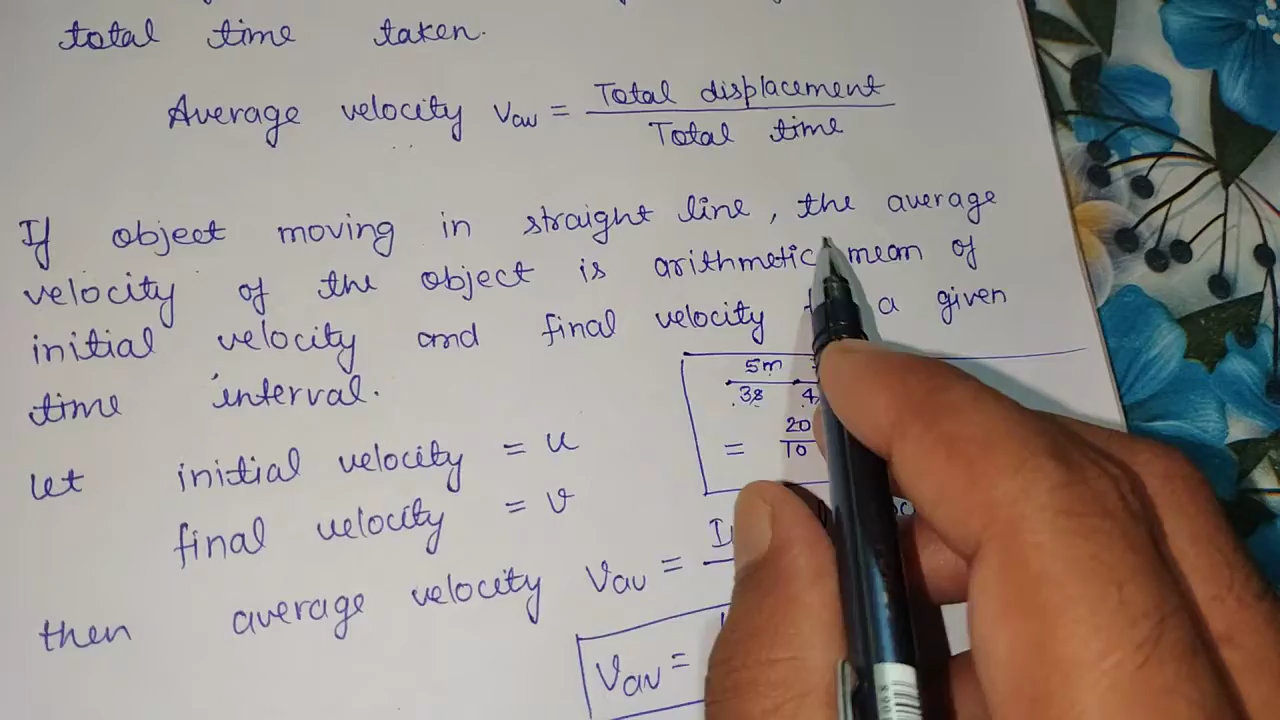 total time taken.
Average velocity Vav = Total displacement
Total time
If object moving in straight line, the average
velocity of the object is arithmetic mean of
initial velocity and final velocity a given
time interval.
5m
3s 4
= 20
10
let initial velocity = u
final velocity = v
then average velocity Vav =
Vav =